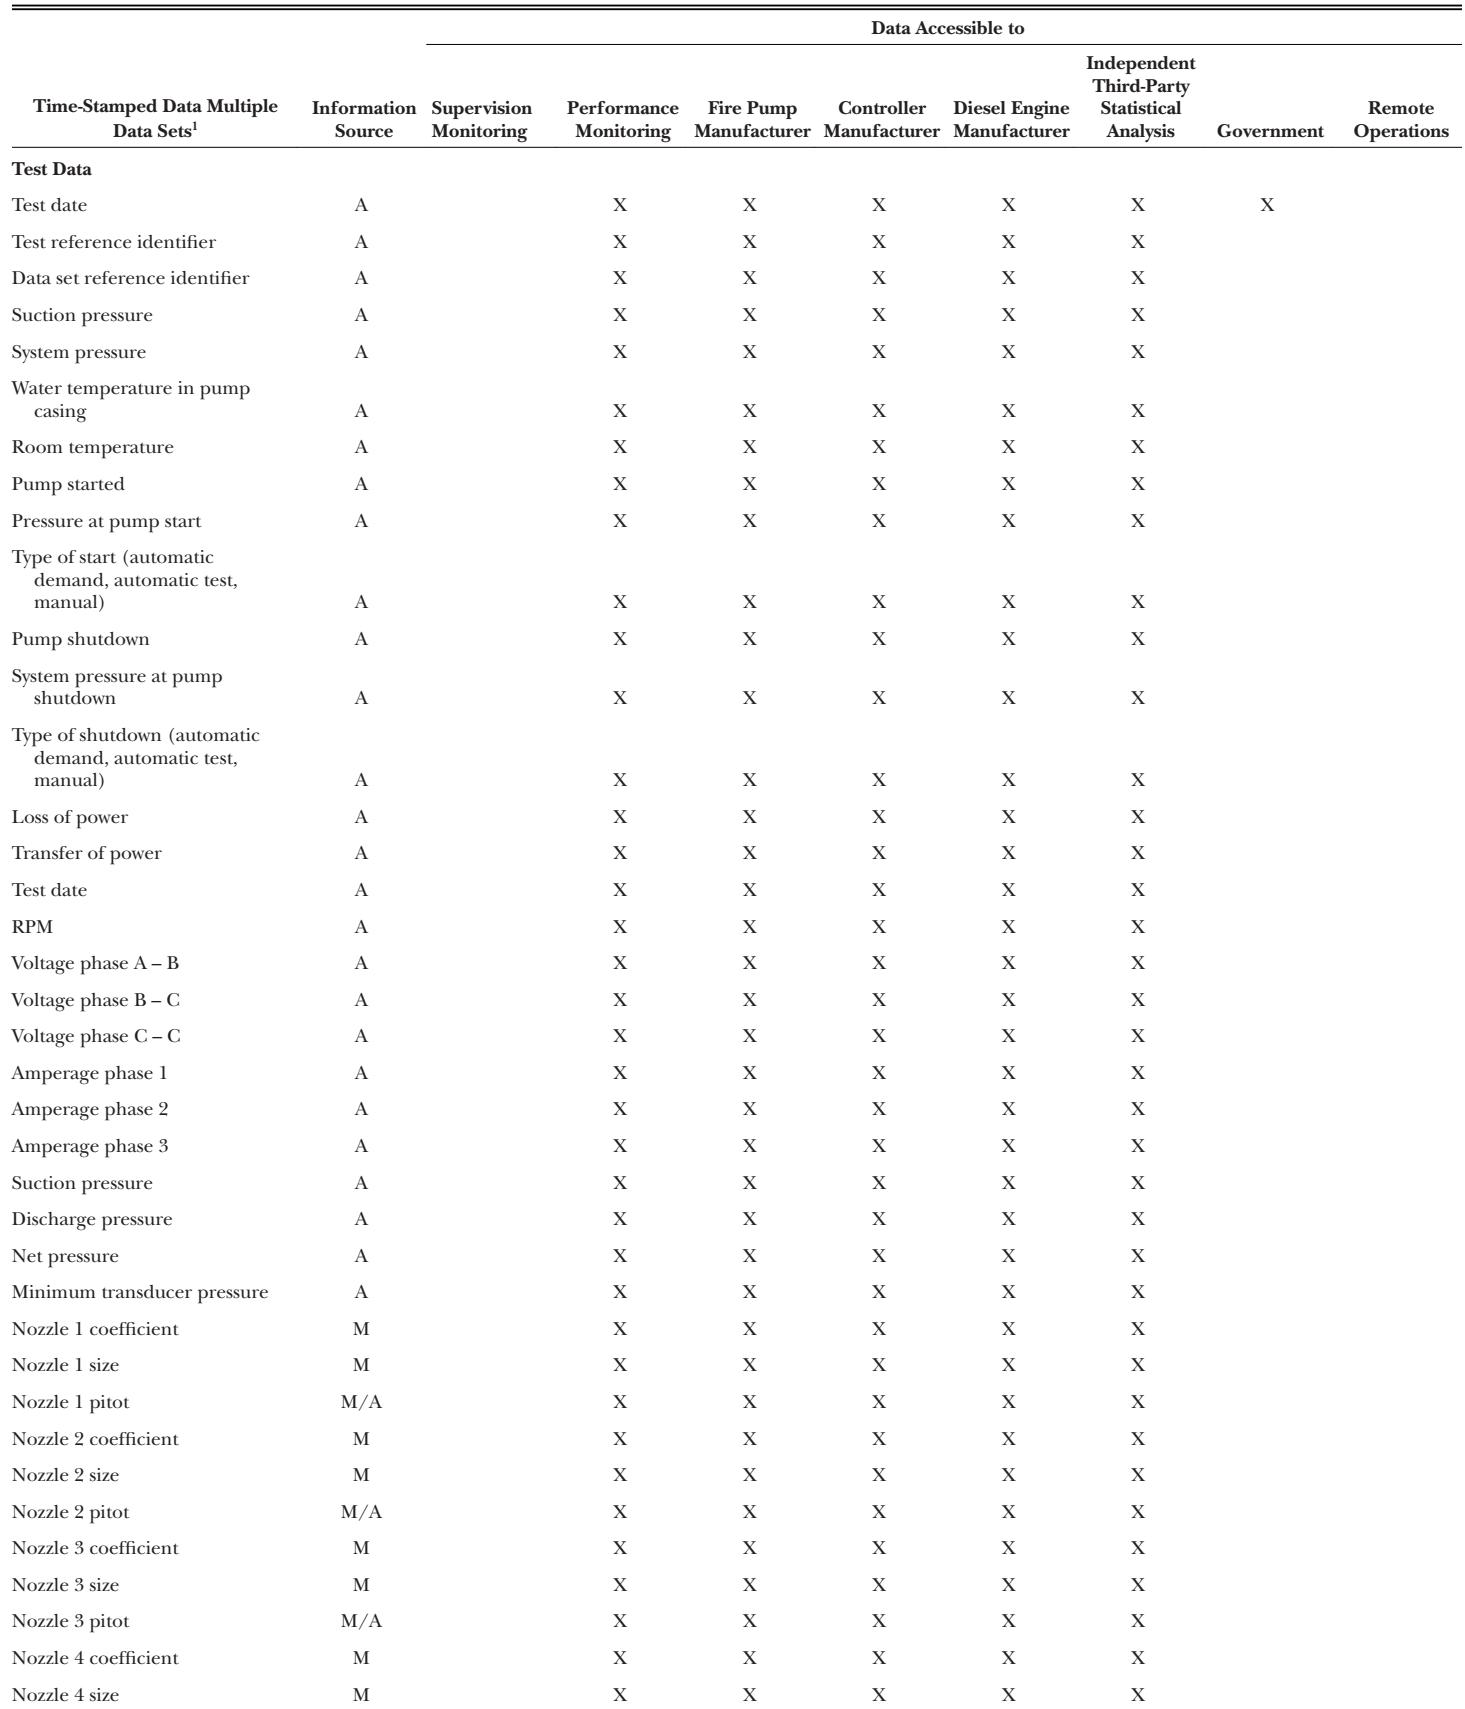 Data Accessible to
Independent
Third-Party
Time-Stamped Data Multiple Information Supervision Performance Fire Pump Controller Diesel Engine Statistical Remote
Data Sets1 Source Monitoring Monitoring Manufacturer Manufacturer Manufacturer Analysis Government Operations
Test Data
Test date A X X X X X X
Test reference identifier A X X X X X
Data set reference identifier A X X X X X
Suction pressure A X X X X X
System pressure A X X X X X
Water temperature in pump
casing A X X X X X
Room temperature A X X X X X
Pump started A X X X X X
Pressure at pump start A X X X X X
Type of start (automatic
demand, automatic test,
manual) A X X X X X
Pump shutdown A X X X X X
System pressure at pump
shutdown A X X X X X
Type of shutdown (automatic
demand, automatic test,
manual) A X X X X X
Loss of power A X X X X X
Transfer of power A X X X X X
Test date A X X X X X
RPM A X X X X X
Voltage phase A – B A X X X X X
Voltage phase B – C A X X X X X
Voltage phase C – C A X X X X X
Amperage phase 1 A X X X X X
Amperage phase 2 A X X X X X
Amperage phase 3 A X X X X X
Suction pressure A X X X X X
Discharge pressure A X X X X X
Net pressure A X X X X X
Minimum transducer pressure A X X X X X
Nozzle 1 coefficient M X X X X X
Nozzle 1 size M X X X X X
Nozzle 1 pitot M/A X X X X X
Nozzle 2 coefficient M X X X X X
Nozzle 2 size M X X X X X
Nozzle 2 pitot M/A X X X X X
Nozzle 3 coefficient M X X X X X
Nozzle 3 size M X X X X X
Nozzle 3 pitot M/A X X X X X
Nozzle 4 coefficient M X X X X X
Nozzle 4 size M X X X X X